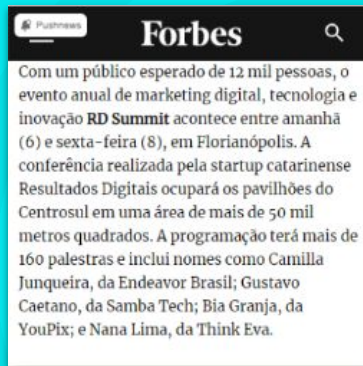 Pushnews
Forbes
Com um público esperado de 12 mil pessoas, o
evento anual de marketing digital, tecnologia e
inovação RD Summit acontece entre amanhã
(6) e sexta-feira (8), em Florianópolis. A
conferência realizada pela startup catarinense
Resultados Digitais ocupará os pavilhões do
Centrosul em uma área de mais de 50 mil
metros quadrados. A programação terá mais de
160 palestras e inclui nomes como Camilla
Junqueira, da Endeavor Brasil; Gustavo
Caetano, da Samba Tech; Bia Granja, da
YouPix; e Nana Lima, da Think Eva.